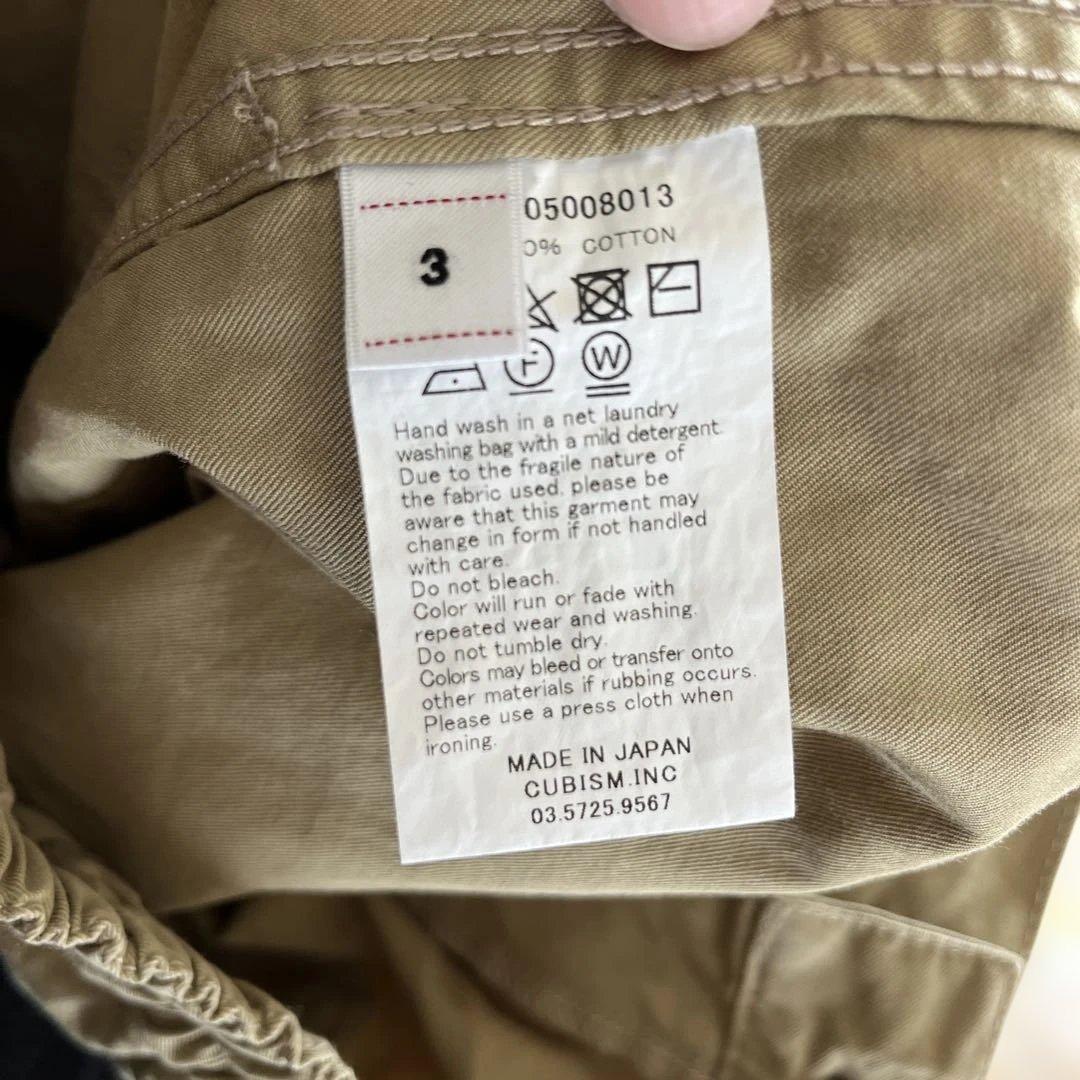 3
05008013
0% COTTON
F W
Hand wash in a net laundry
washing bag with a mild detergent.
Due to the fragile nature of
the fabric used, please be
aware that this garment may
change in form if not handled
with care.
Do not bleach.
Color will run or fade with
repeated wear and washing.
Do not tumble dry.
Colors may bleed or transfer onto
other materials if rubbing occurs.
Please use a press cloth when
ironing.
MADE IN JAPAN
CUBISM.INC
03.5725.9567